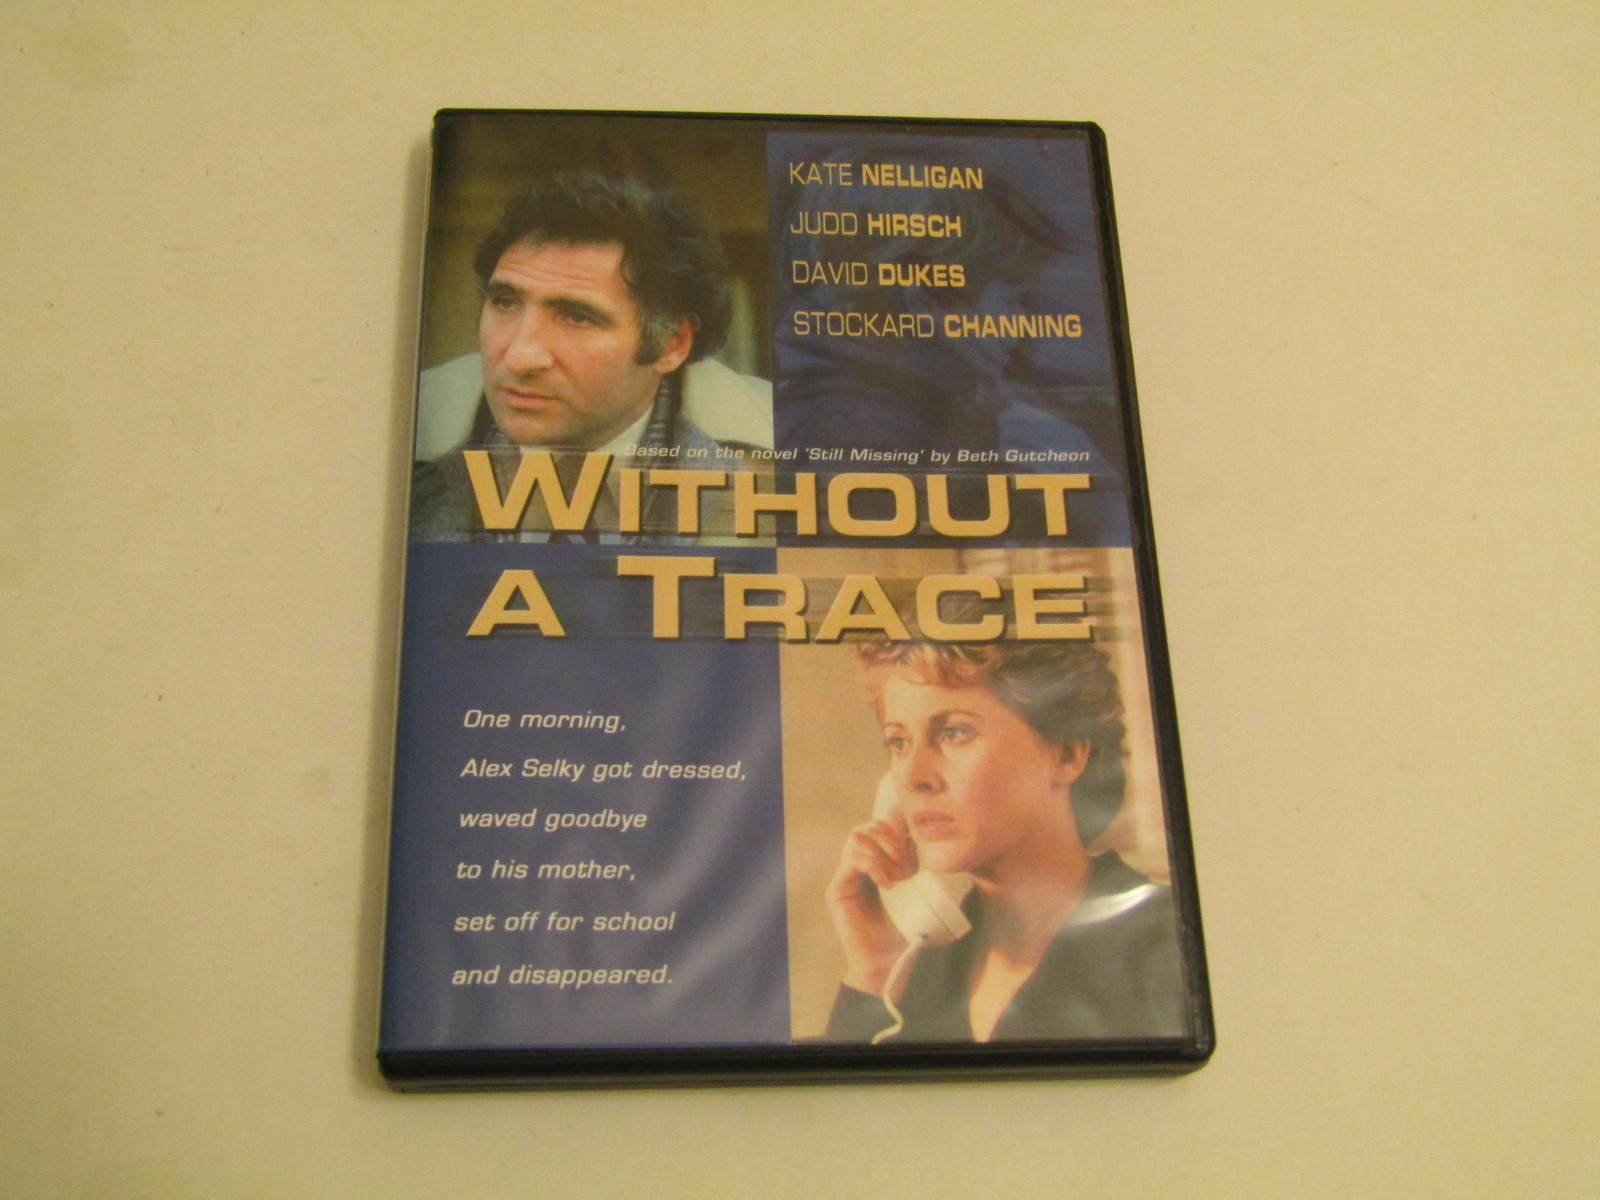 KATE NELLIGAN
JUDD HIRSCH
DAVID DUKES
STOCKARD CHANNING
Based on the novel 'Still Missing' by Beth Gutcheon
WITHOUT
A TRACE
One morning,
Alex Selky got dressed,
waved goodbye
to his mother,
set off for school
and disappeared.